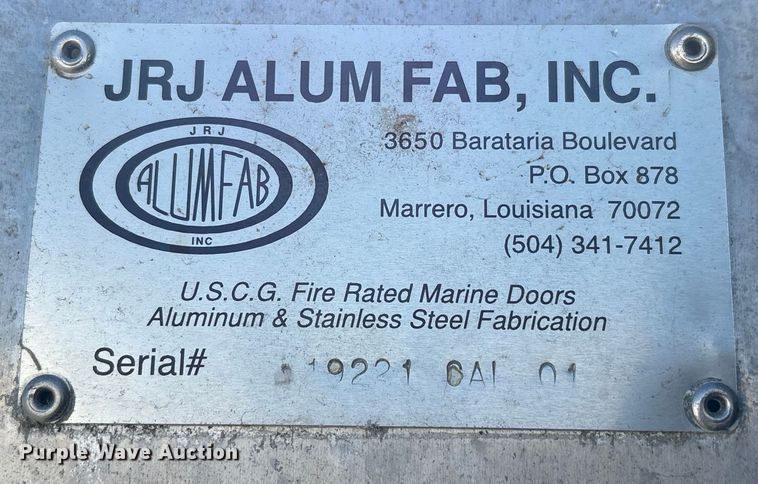 JRJ ALUM FAB, INC.
JRJ
ALUMFAB
INC
3650 Barataria Boulevard
P.O. Box 878
Marrero, Louisiana 70072
(504) 341-7412
U.S.C.G. Fire Rated Marine Doors
Aluminum & Stainless Steel Fabrication
Serial# 01
Purple Wave Auction